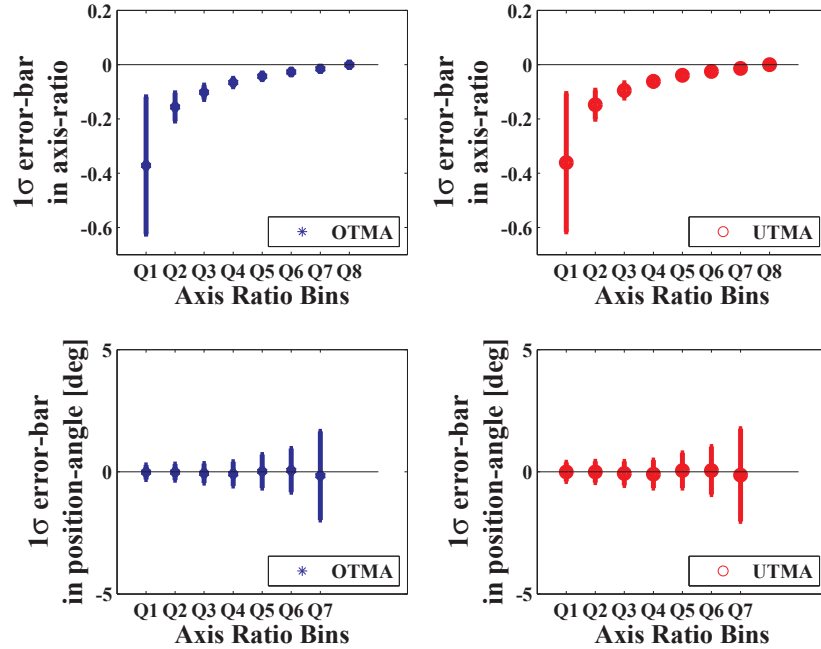 0.2
0
-0.2
-0.4
-0.6
1σ error-bar
in axis-ratio
OTMA
Q1 Q2 Q3 Q4 Q5 Q6 Q7 Q8
Axis Ratio Bins
0.2
0
-0.2
-0.4
-0.6
1σ error-bar
in axis-ratio
UTMA
Q1 Q2 Q3 Q4 Q5 Q6 Q7 Q8
Axis Ratio Bins
5
0
-5
1σ error-bar
in position-angle [deg]
OTMA
Q1 Q2 Q3 Q4 Q5 Q6 Q7
Axis Ratio Bins
5
0
-5
1σ error-bar
in position-angle [deg]
UTMA
Q1 Q2 Q3 Q4 Q5 Q6 Q7
Axis Ratio Bins